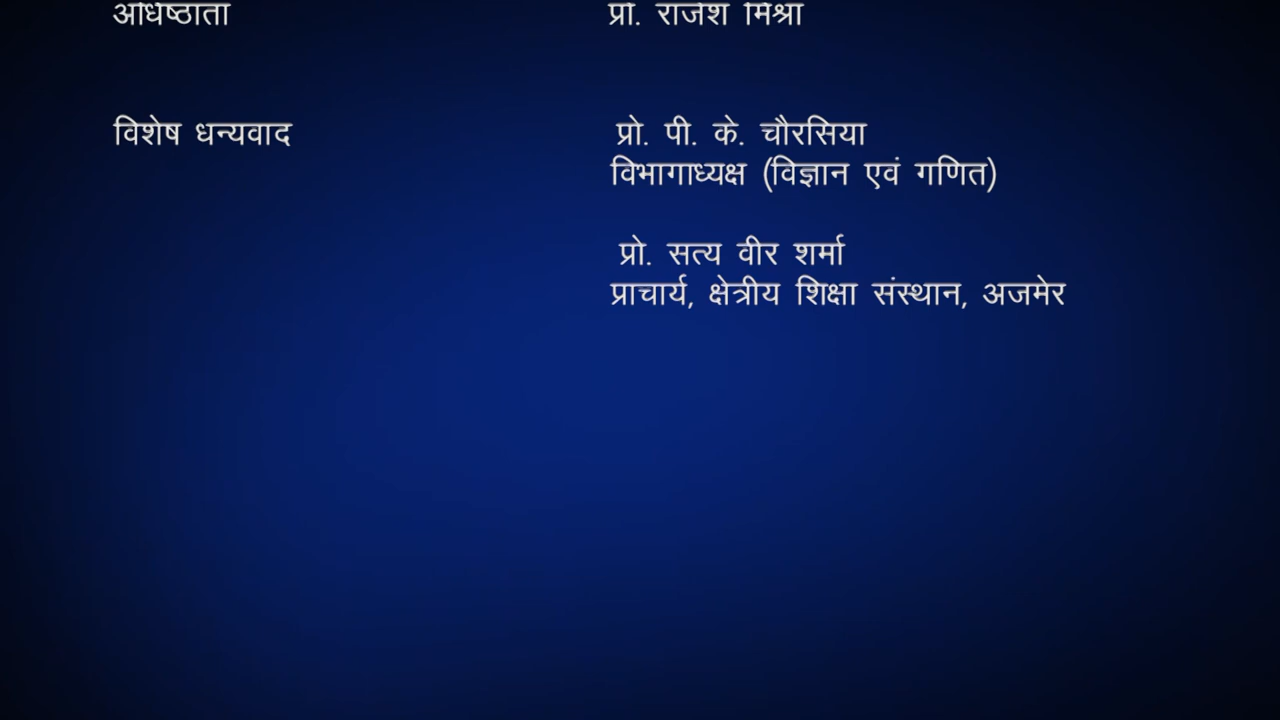 अधिष्ठाता प्रो. राजेश मिश्रा
विशेष धन्यवाद प्रो. पी. के. चौरसिया
विभागाध्यक्ष (विज्ञान एवं गणित)
प्रो. सत्य वीर शर्मा
प्राचार्य, क्षेत्रीय शिक्षा संस्थान, अजमेर